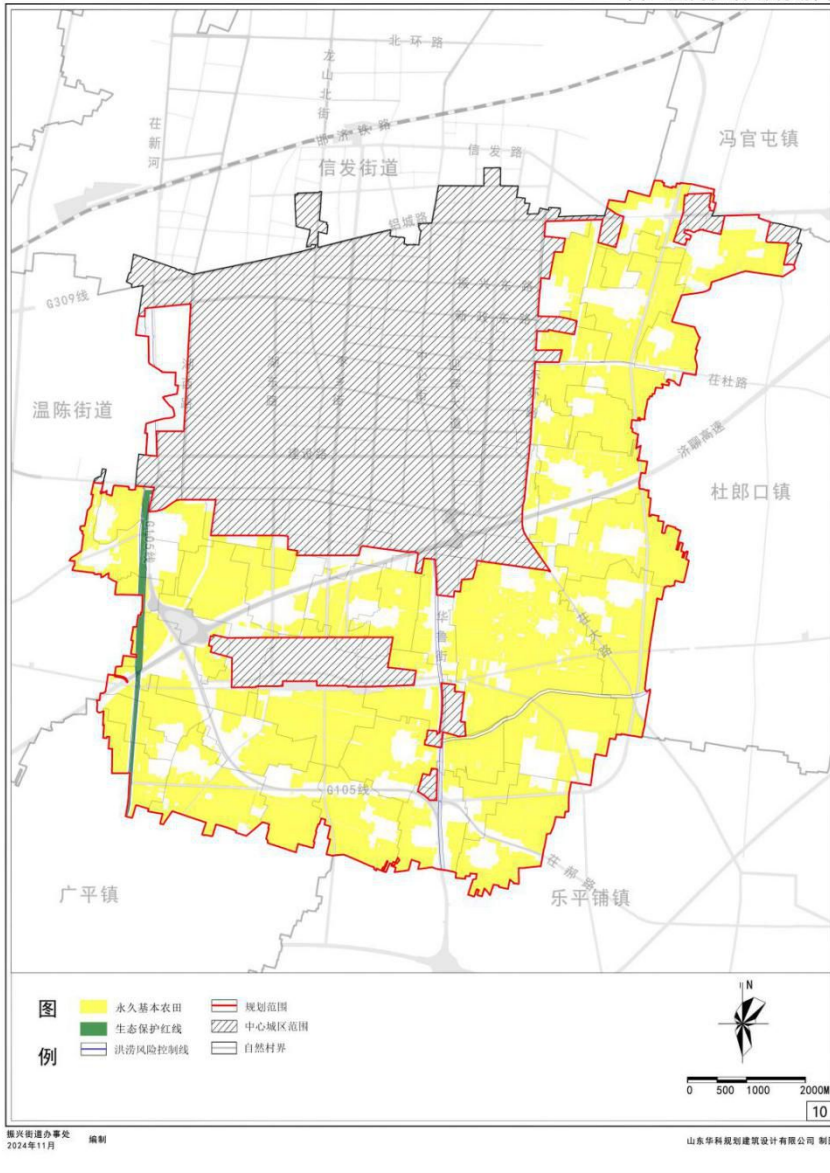 北环路
龙山北街
茌新河
邯济铁路
信发路
冯官屯镇
信发街道
铝城路
G309线
振兴东路
新政东路
温陈街道
茌杜路
济聊高速
建设路
杜郎口镇
G105线
华鲁街
茌大路
G105线
茌郝路
广平镇
乐平铺镇
图例
永久基本农田
规划范围
生态保护红线
中心城区范围
洪涝风险控制线
自然村界
N
0 500 1000 2000M
10
振兴街道办事处 编制
2024年11月
山东华科规划建筑设计有限公司 制